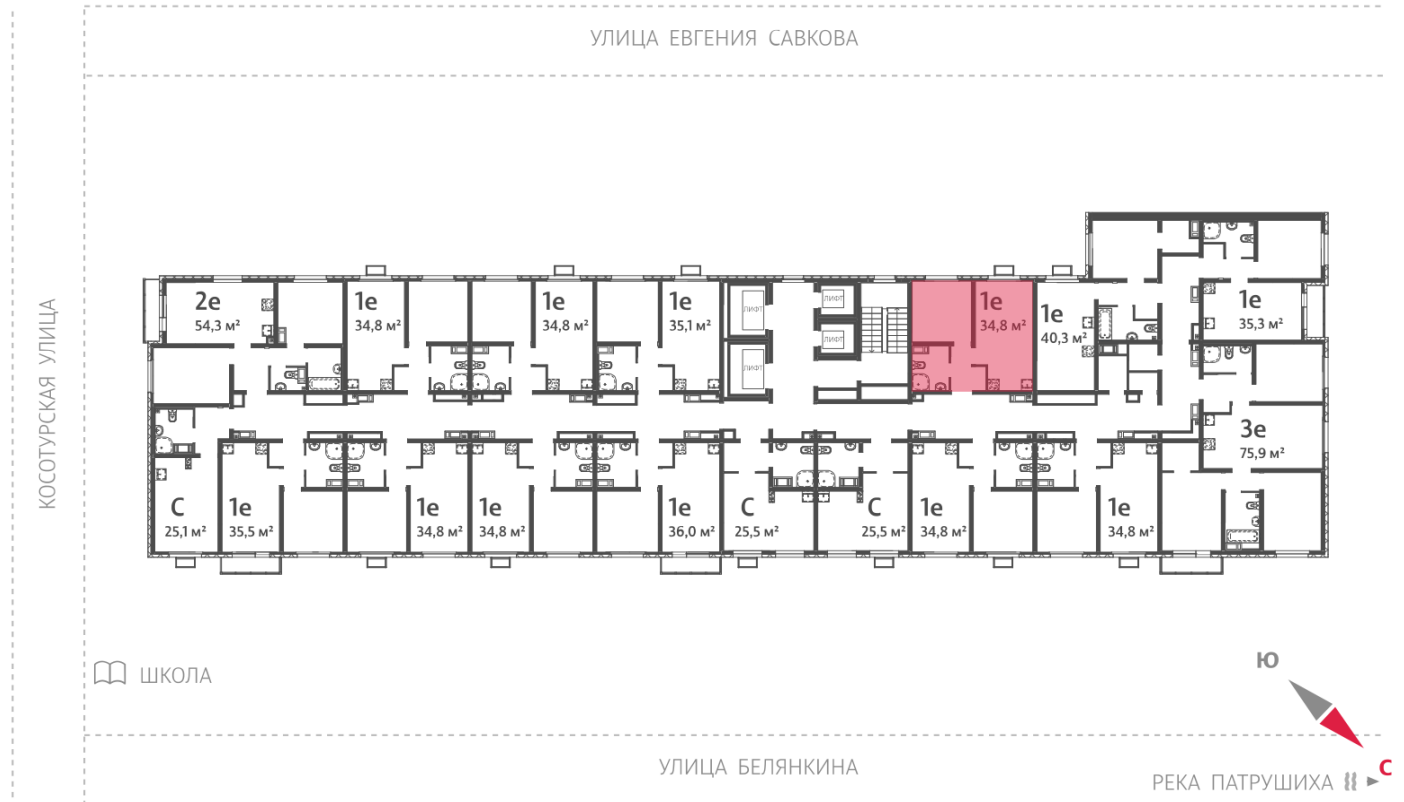 УЛИЦА ЕВГЕНИЯ САВКОВА
КОСОТУРСКАЯ УЛИЦА
2е
54,3 м²
1е
34,8 м²
1е
34,8 м²
1е
35,1 м²
ЛИФТ
ЛИФТ
ЛИФТ
ЛИФТ
1е
34,8 м²
1е
40,3 м²
1е
35,3 м²
3е
75,9 м²
С
25,1 м²
1е
35,5 м²
1е
34,8 м²
1е
34,8 м²
1е
36,0 м²
С
25,5 м²
С
25,5 м²
1е
34,8 м²
1е
34,8 м²
ШКОЛА
Ю
С
УЛИЦА БЕЛЯНКИНА
РЕКА ПАТРУШИХА